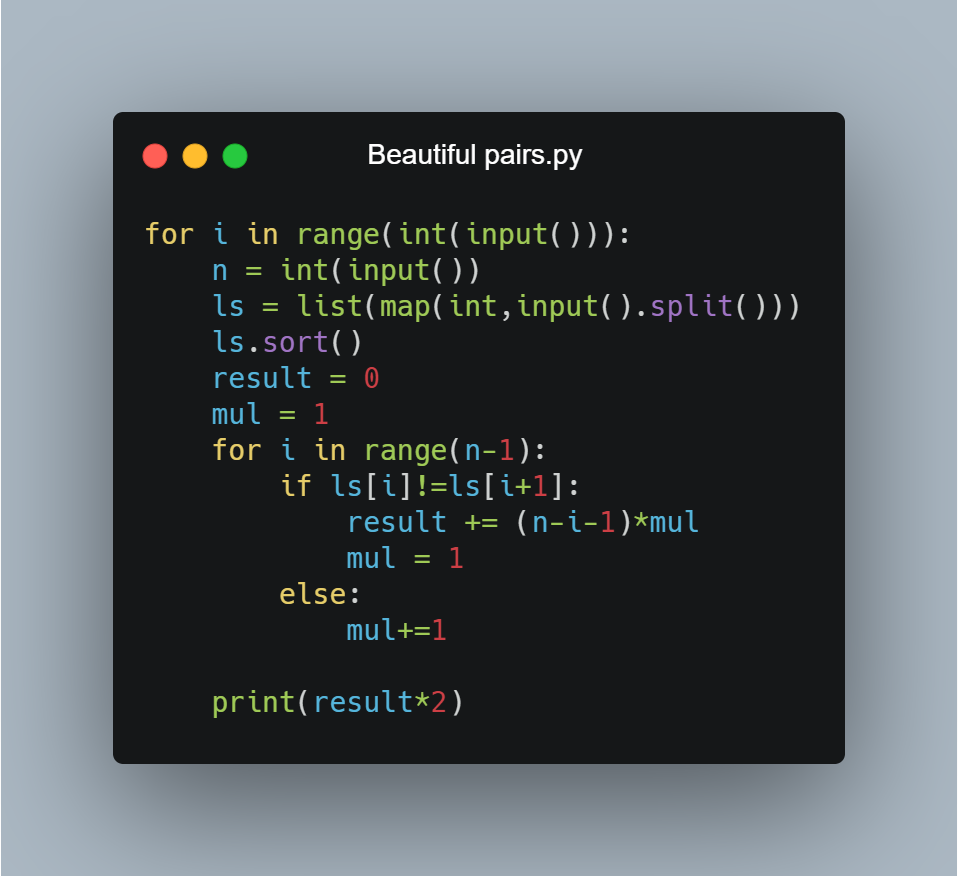 Beautiful pairs.py
for i in range(int(input())):
    n = int(input())
    ls = list(map(int,input().split()))
    ls.sort()
    result = 0
    mul = 1
    for i in range(n-1):
        if ls[i]!=ls[i+1]:
            result += (n-i-1)*mul
            mul = 1
        else:
            mul+=1
    print(result*2)